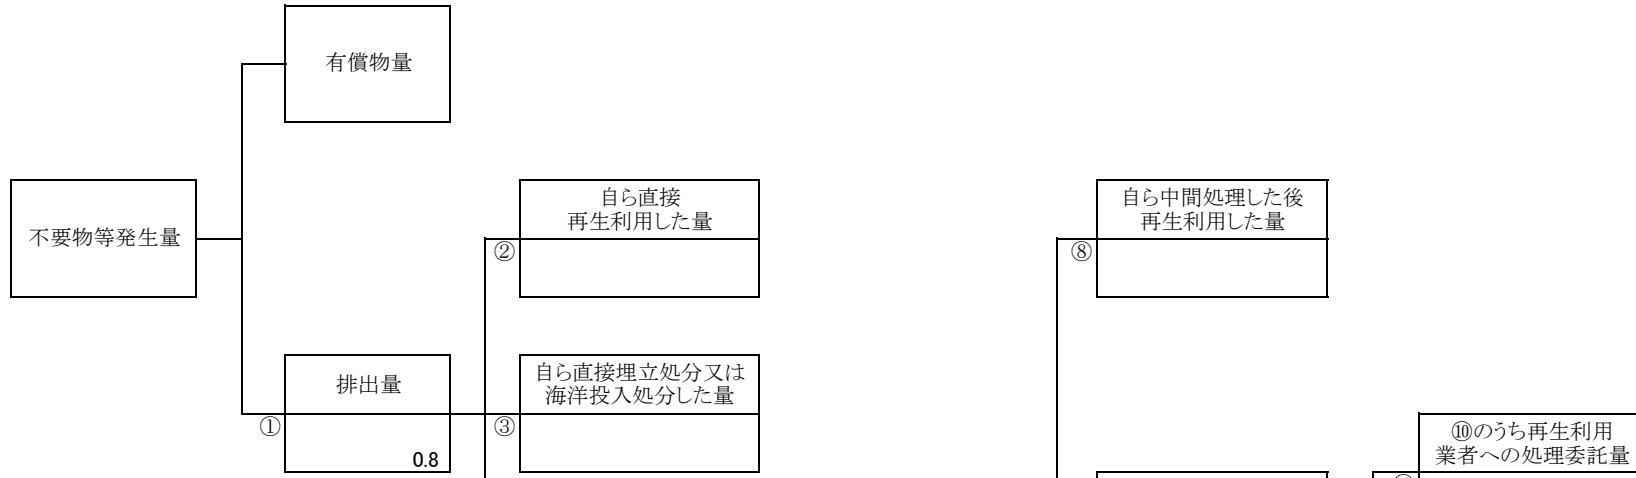 有償物量
不要物等発生量
自ら直接
再生利用した量
②
自ら中間処理した後
再生利用した量
⑧
排出量
①
0.8
自ら直接埋立処分又は
海洋投入処分した量
③
⑩のうち再生利用
業者への処理委託量